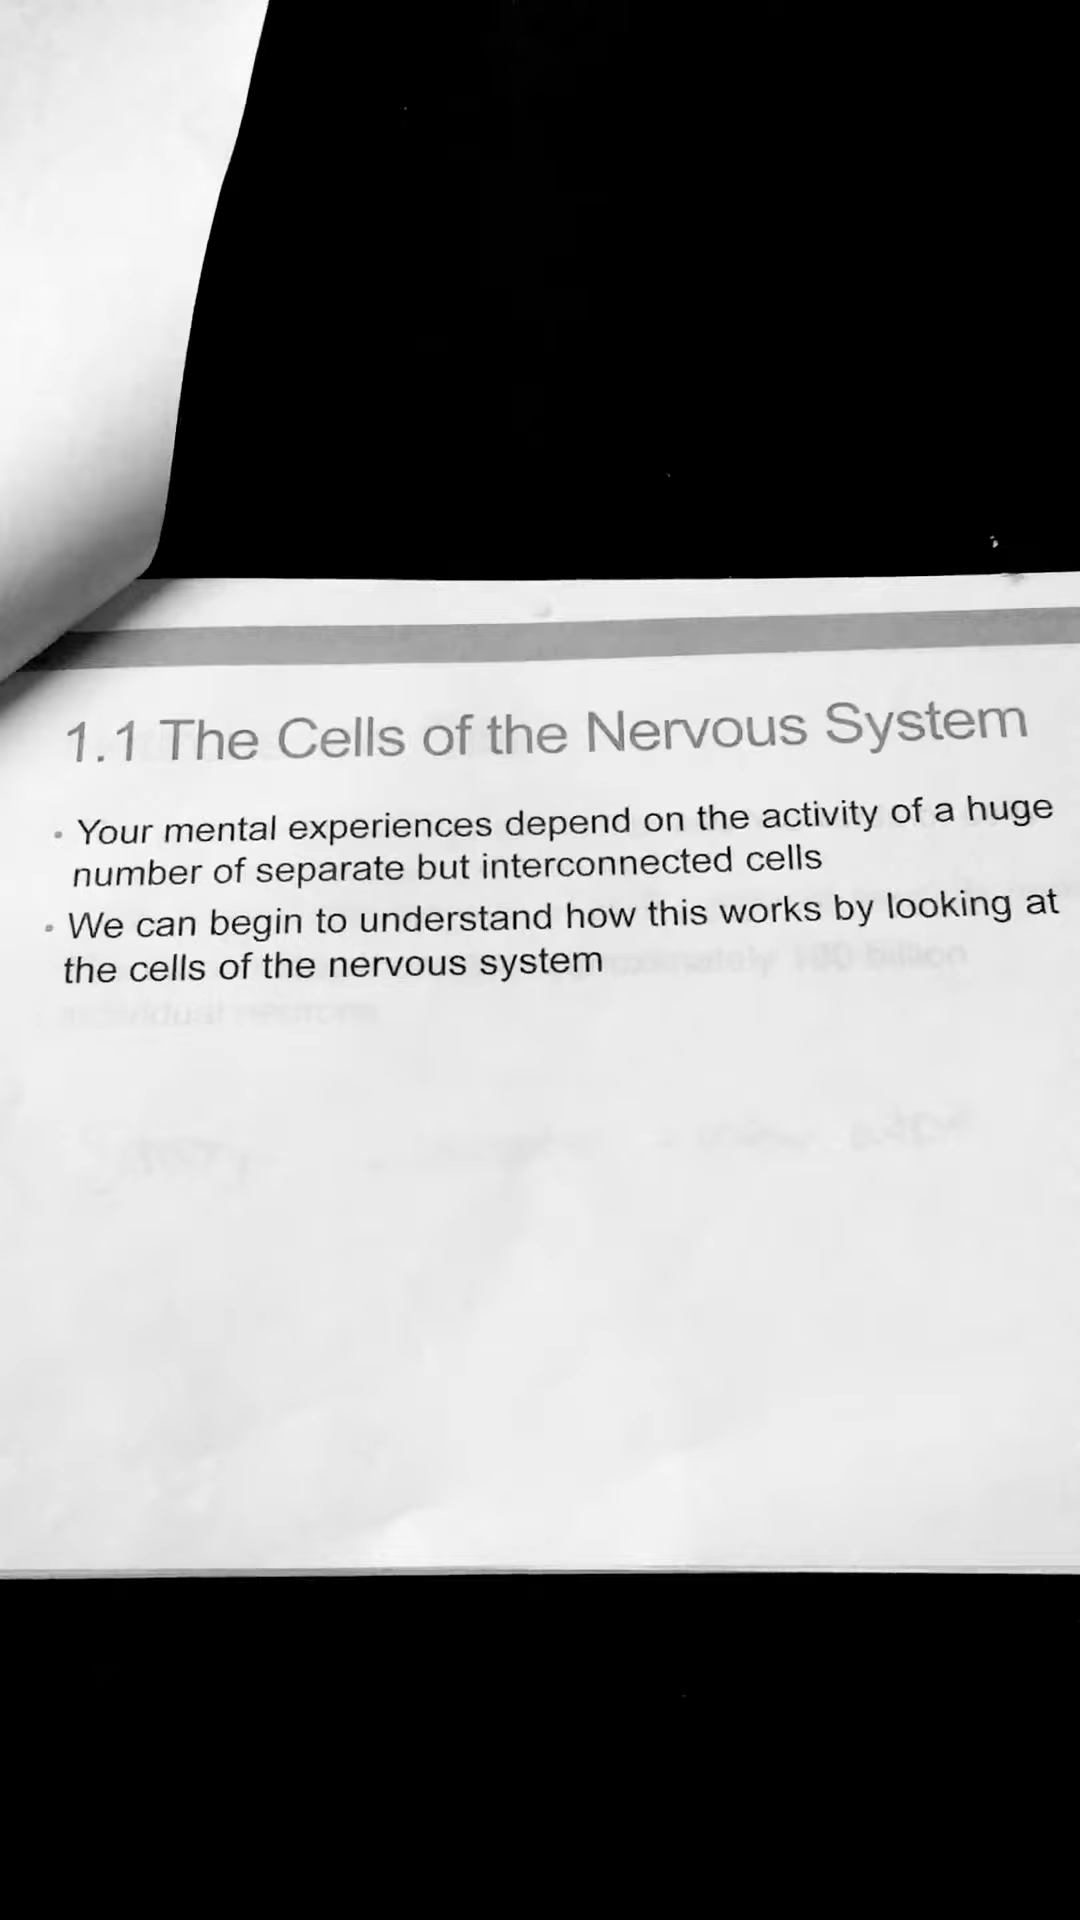 1.1 The Cells of the Nervous System
• Your mental experiences depend on the activity of a huge
number of separate but interconnected cells
• We can begin to understand how this works by looking at
the cells of the nervous system
100 billion